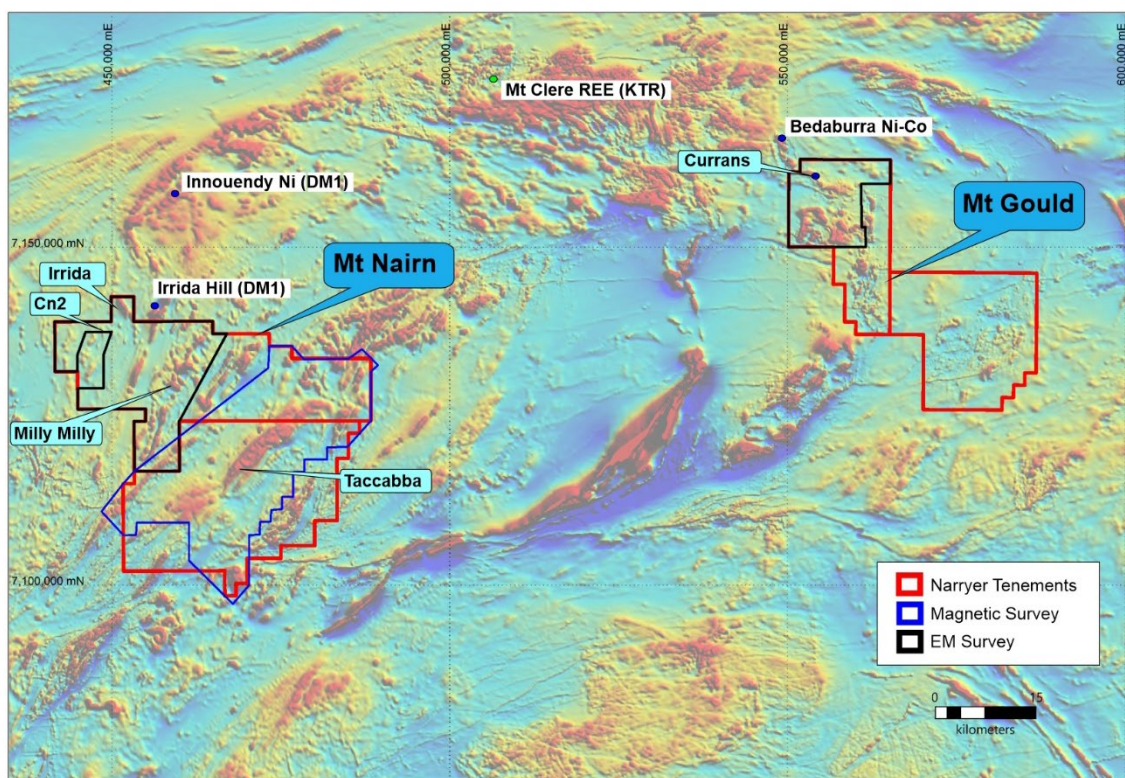 450,000 mE
500,000 mE
550,000 mE
600,000 mE
Mt Clere REE (KTR)
Bedaburra Ni-Co
Currans
Innouendy Ni (DM1)
Mt Gould
7,150,000 mN
Mt Nairn
Irrida
Irrida Hill (DM1)
Cn2
Milly Milly
Taccabba
7,100,000 mN
Narryer Tenements
Magnetic Survey
EM Survey
0 15
kilometers